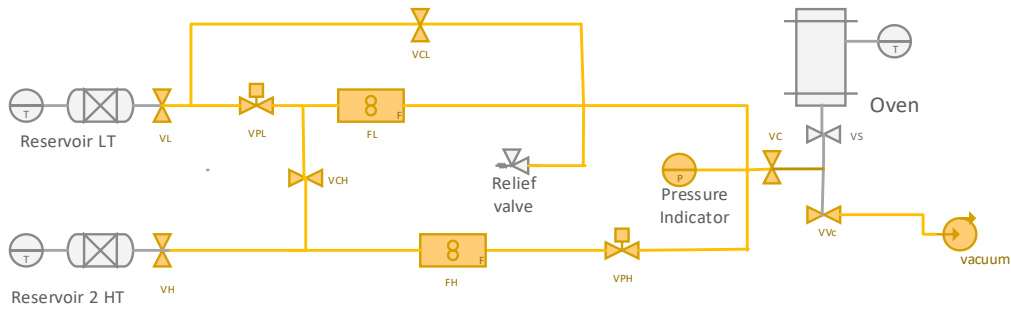 VCL
T
Oven
T
Reservoir LT
VL
VPL
F
FL
VC
VS
Relief
valve
P
Pressure
Indicator
VCH
VVc
vacuum
T
Reservoir 2 HT
VH
F
FH
VPH